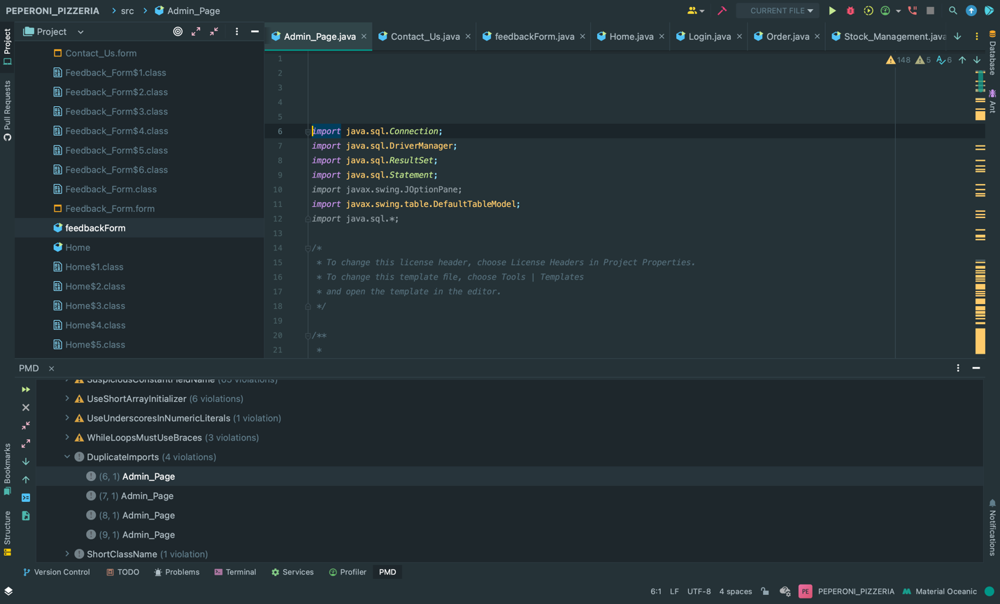 PEPERONI_PIZZERIA > src > Admin_Page
CURRENT FILE
Project
Admin_Page.java
Contact_Us.java
feedbackForm.java
Home.java
Login.java
Order.java
Stock_Management.java
Project
Pull Requests
Bookmarks
Structure
Contact_Us.form
Feedback_Form$1.class
Feedback_Form$2.class
Feedback_Form$3.class
Feedback_Form$4.class
Feedback_Form$5.class
Feedback_Form$6.class
Feedback_Form.class
Feedback_Form.form
feedbackForm
Home
Home$1.class
Home$2.class
Home$3.class
Home$4.class
Home$5.class
148 5 6
1
2
3
4
5
6 import java.sql.Connection;
7 import java.sql.DriverManager;
8 import java.sql.ResultSet;
9 import java.sql.Statement;
10 import javax.swing.JOptionPane;
11 import javax.swing.table.DefaultTableModel;
12 import java.sql.*;
13
14 /*
15 * To change this license header, choose License Headers in Project Properties.
16 * To change this template file, choose Tools | Templates
17 * and open the template in the editor.
18 */
19
20 /**
21 *
Database
Ant
Notifications
PMD
SuspiciousConstantFieldName (65 violations)
UseShortArrayInitializer (6 violations)
UseUnderscoresInNumericLiterals (1 violation)
WhileLoopsMustUseBraces (3 violations)
DuplicateImports (4 violations)
(6, 1) Admin_Page
(7, 1) Admin_Page
(8, 1) Admin_Page
(9, 1) Admin_Page
ShortClassName (1 violation)
Version Control
TODO
Problems
Terminal
Services
Profiler
PMD
6:1 LF UTF-8 4 spaces PE PEPERONI_PIZZERIA Material Oceanic